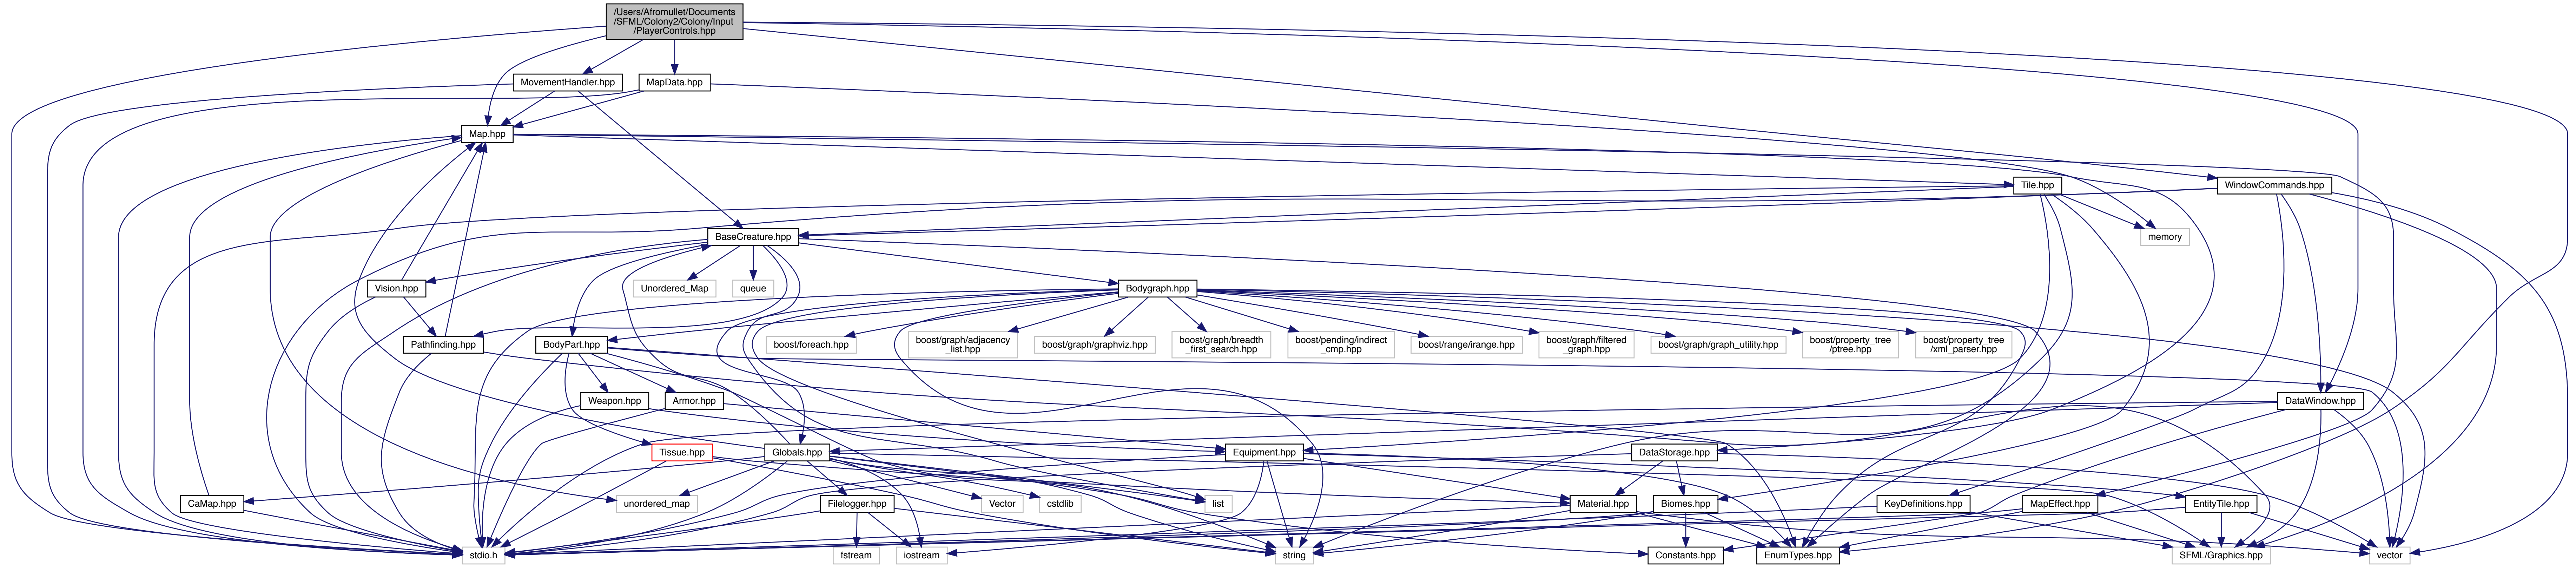 /Users/Afromullet/Documents
/SFML/Colony2/Colony/Input
/PlayerControls.hpp
MovementHandler.hpp
MapData.hpp
Map.hpp
Tile.hpp
WindowCommands.hpp
BaseCreature.hpp
memory
Vision.hpp
Unordered_Map
queue
Bodygraph.hpp
Pathfinding.hpp
BodyPart.hpp
boost/foreach.hpp
boost/graph/adjacency
_list.hpp
boost/graph/graphviz.hpp
boost/graph/breadth
_first_search.hpp
boost/pending/indirect
_cmp.hpp
boost/range/irange.hpp
boost/graph/filtered
_graph.hpp
boost/graph/graph_utility.hpp
boost/property_tree
/ptree.hpp
boost/property_tree
/xml_parser.hpp
Weapon.hpp
Armor.hpp
DataWindow.hpp
Tissue.hpp
Globals.hpp
Equipment.hpp
DataStorage.hpp
CaMap.hpp
unordered_map
Filelogger.hpp
Vector
cstdlib
list
Material.hpp
Biomes.hpp
KeyDefinitions.hpp
MapEffect.hpp
EntityTile.hpp
stdio.h
fstream
iostream
string
Constants.hpp
EnumTypes.hpp
SFML/Graphics.hpp
vector